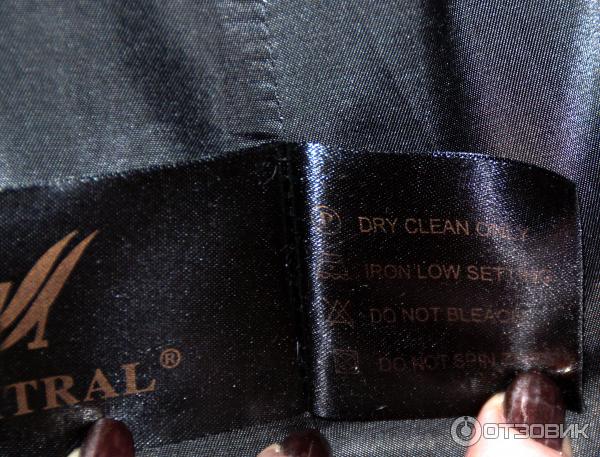 TRAL®
P DRY CLEAN ONLY
IRON LOW SETTING
DO NOT BLEACH
DO NOT SPIN
ОТЗОВИК